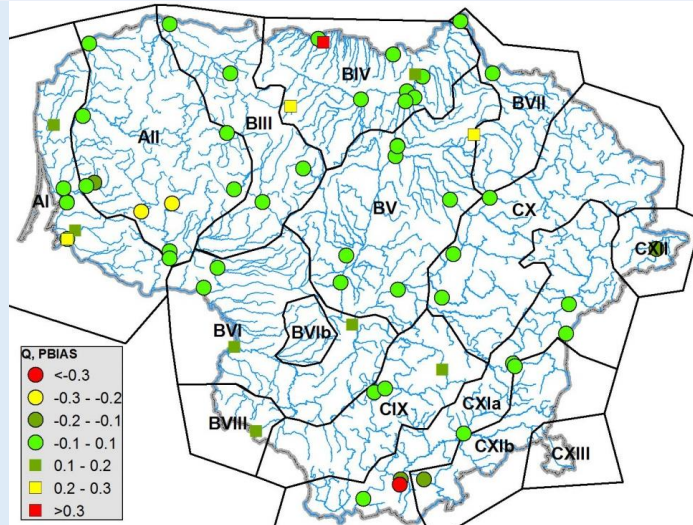 BIV
BVII
AII
BIII
AI
BV
CX
CXII
BVI
BVIb
CIX
CXIa
BVIII
CXIb
CXIII
Q, PBIAS
<-0.3
-0.3 - -0.2
-0.2 - -0.1
-0.1 - 0.1
0.1 - 0.2
0.2 - 0.3
>0.3